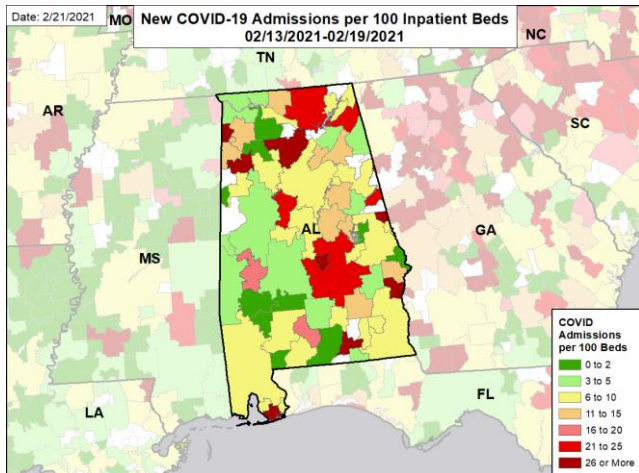 Date: 2/21/2021
New COVID-19 Admissions per 100 Inpatient Beds
02/13/2021-02/19/2021
MO
TN
NC
AR
SC
MS
AL
GA
LA
FL
COVID
Admissions
per 100 Beds
0 to 2
3 to 5
6 to 10
11 to 15
16 to 20
21 to 25
26 or More